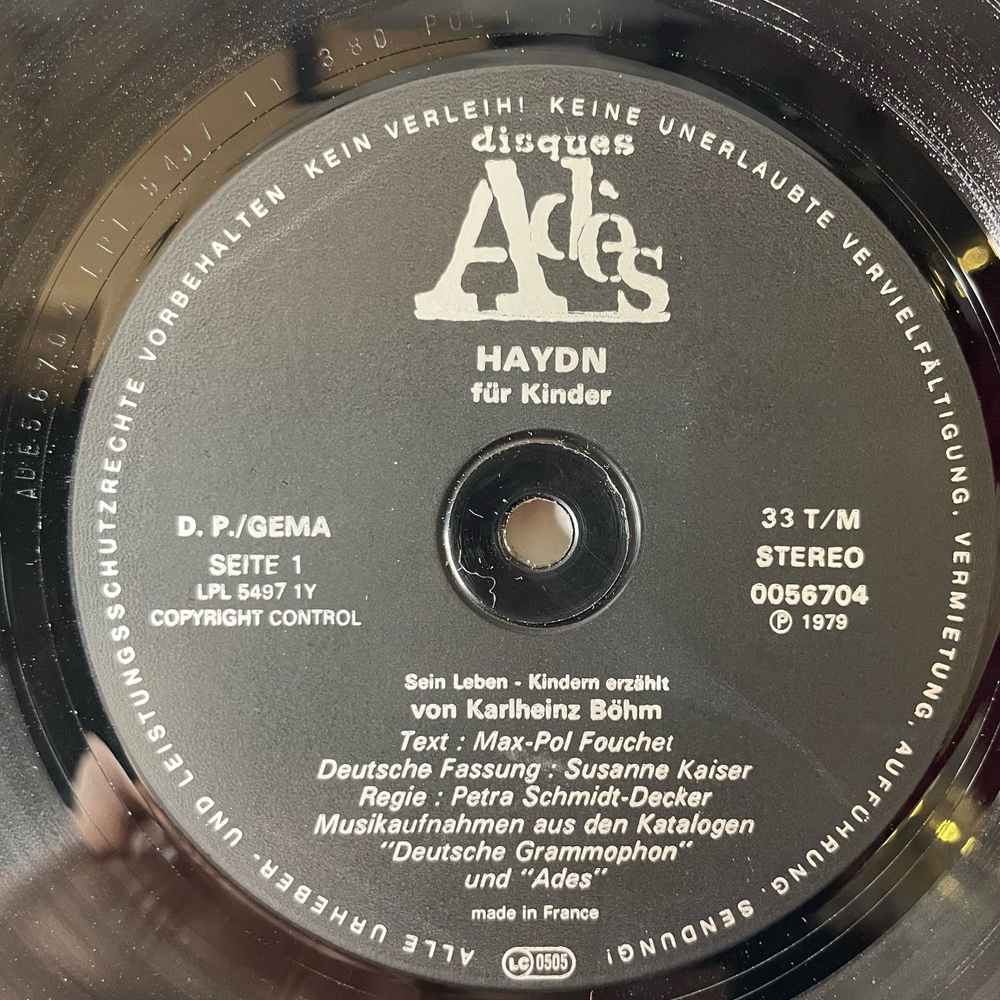 ALLE URHEBER- UND LEISTUNGSSCHUTZRECHTE VORBEHALTEN KEIN VERLEIH! KEINE UNERLAUBTE VERVIELFÄLTIGUNG, VERMIETUNG, AUFFÜHRUNG, SENDUNG!
disques
Adès
HAYDN
für Kinder
D. P./GEMA
SEITE 1
LPL 5497 1Y
COPYRIGHT CONTROL
33 T/M
STEREO
0056704
Ⓟ 1979
Sein Leben - Kindern erzählt
von Karlheinz Böhm
Text : Max-Pol Fouchet
Deutsche Fassung : Susanne Kaiser
Regie : Petra Schmidt-Decker
Musikaufnahmen aus den Katalogen
"Deutsche Grammophon"
und "Ades"
made in France
LC 0505